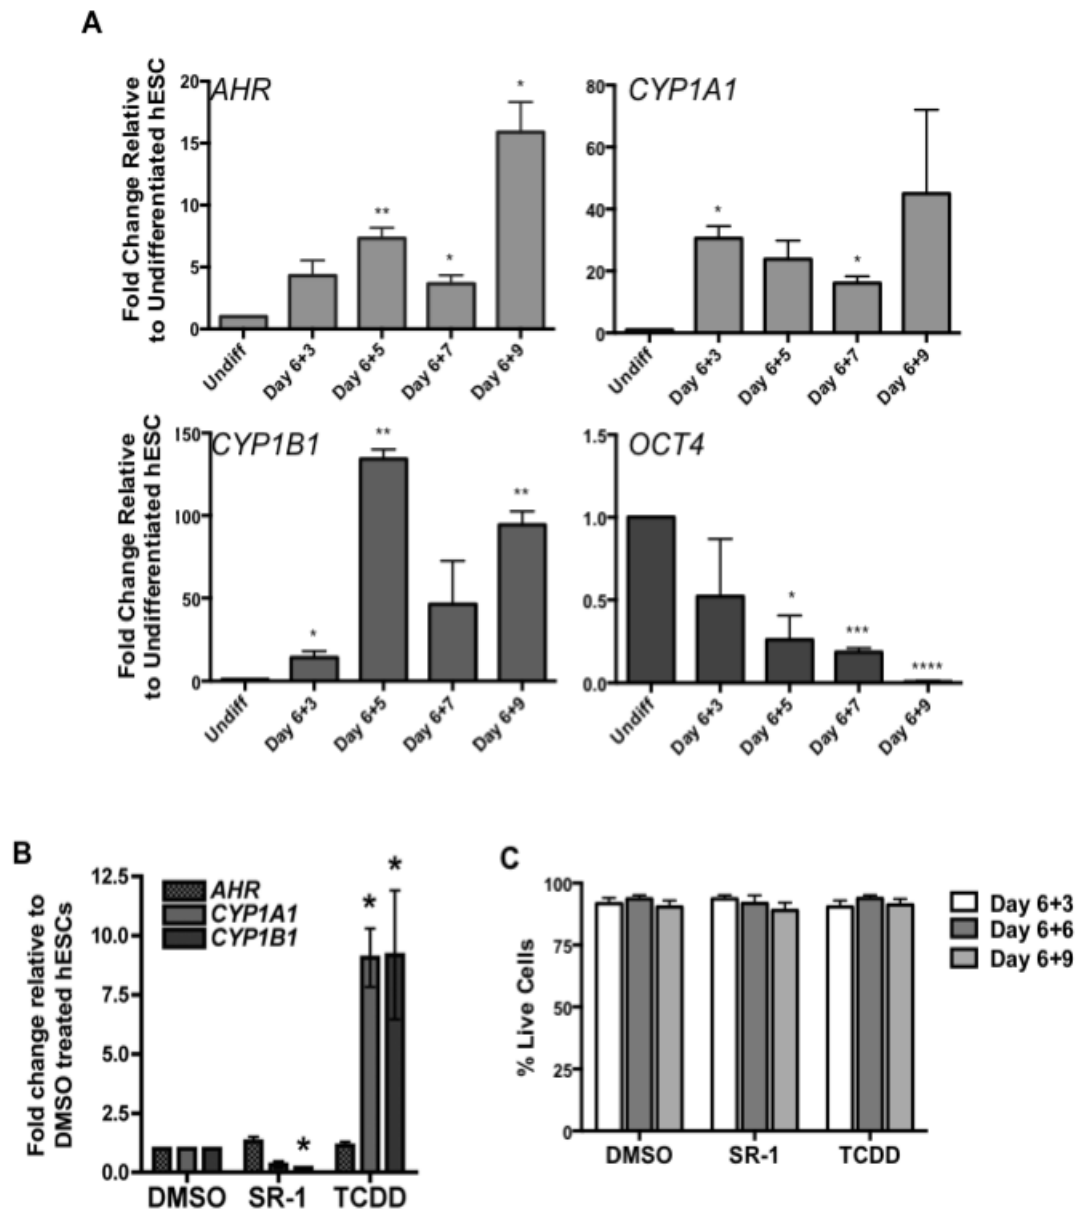 A
AHR
Fold Change Relative
to Undifferentiated hESC
20
15
10
5
0
*
**
*
*
Undiff
Day 6+3
Day 6+5
Day 6+7
Day 6+9
CYP1A1
80
60
40
20
0
*
*
Undiff
Day 6+3
Day 6+5
Day 6+7
Day 6+9
CYP1B1
Fold Change Relative
to Undifferentiated hESC
150
100
50
0
*
**
**
Undiff
Day 6+3
Day 6+5
Day 6+7
Day 6+9
OCT4
1.5
1.0
0.5
0.0
*
***
****
Undiff
Day 6+3
Day 6+5
Day 6+7
Day 6+9
B
Fold change relative to
DMSO treated hESCs
12.5
10.0
7.5
5.0
2.5
0.0
AHR
CYP1A1
CYP1B1
*
*
*
DMSO
SR-1
TCDD
C
% Live Cells
100
75
50
25
0
DMSO
SR-1
TCDD
Day 6+3
Day 6+6
Day 6+9